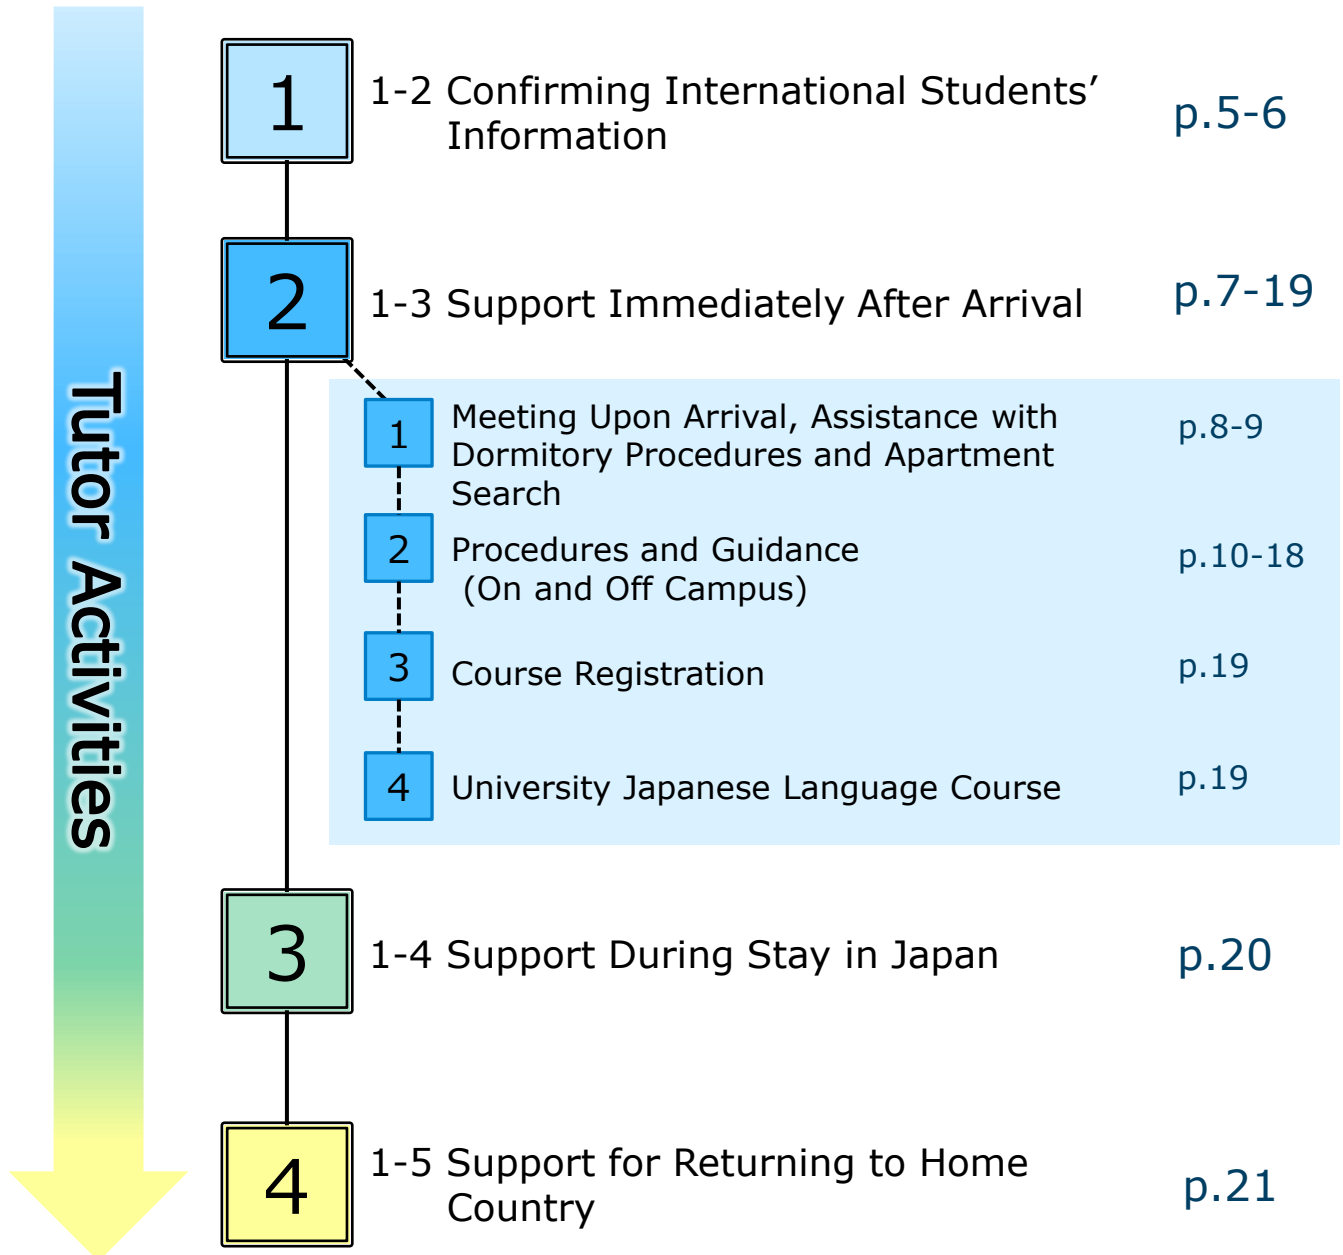 Tutor Activities
1
1-2 Confirming International Students’
Information
p.5-6
2
1-3 Support Immediately After Arrival
p.7-19
1
Meeting Upon Arrival, Assistance with
Dormitory Procedures and Apartment
Search
p.8-9
2
Procedures and Guidance
(On and Off Campus)
p.10-18
3
Course Registration
p.19
4
University Japanese Language Course
p.19
3
1-4 Support During Stay in Japan
p.20
4
1-5 Support for Returning to Home
Country
p.21